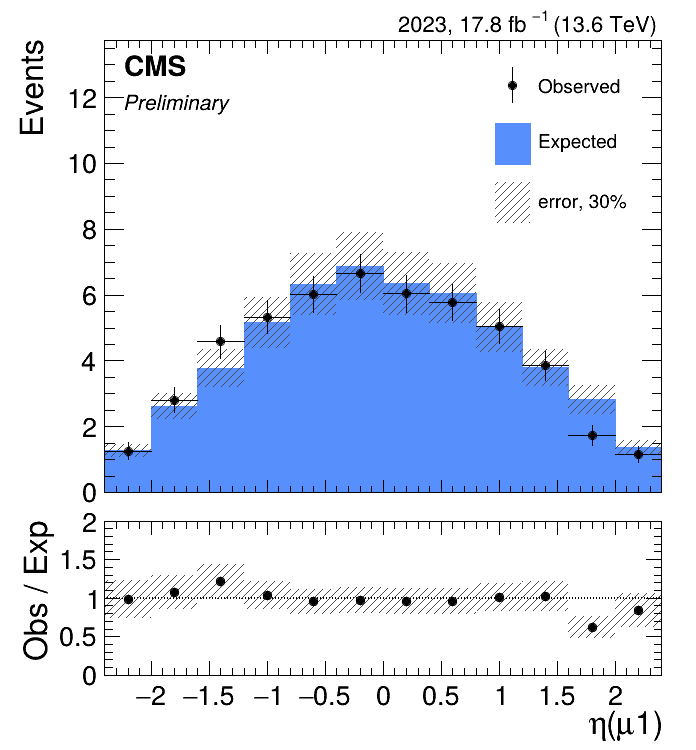 2023, 17.8 fb⁻¹ (13.6 TeV)
CMS
Preliminary
Events
Observed
Expected
error, 30%
12
10
8
6
4
2
0
Obs / Exp
2
1.5
1
0.5
0
−2 −1.5 −1 −0.5 0 0.5 1 1.5 2
η(μ1)